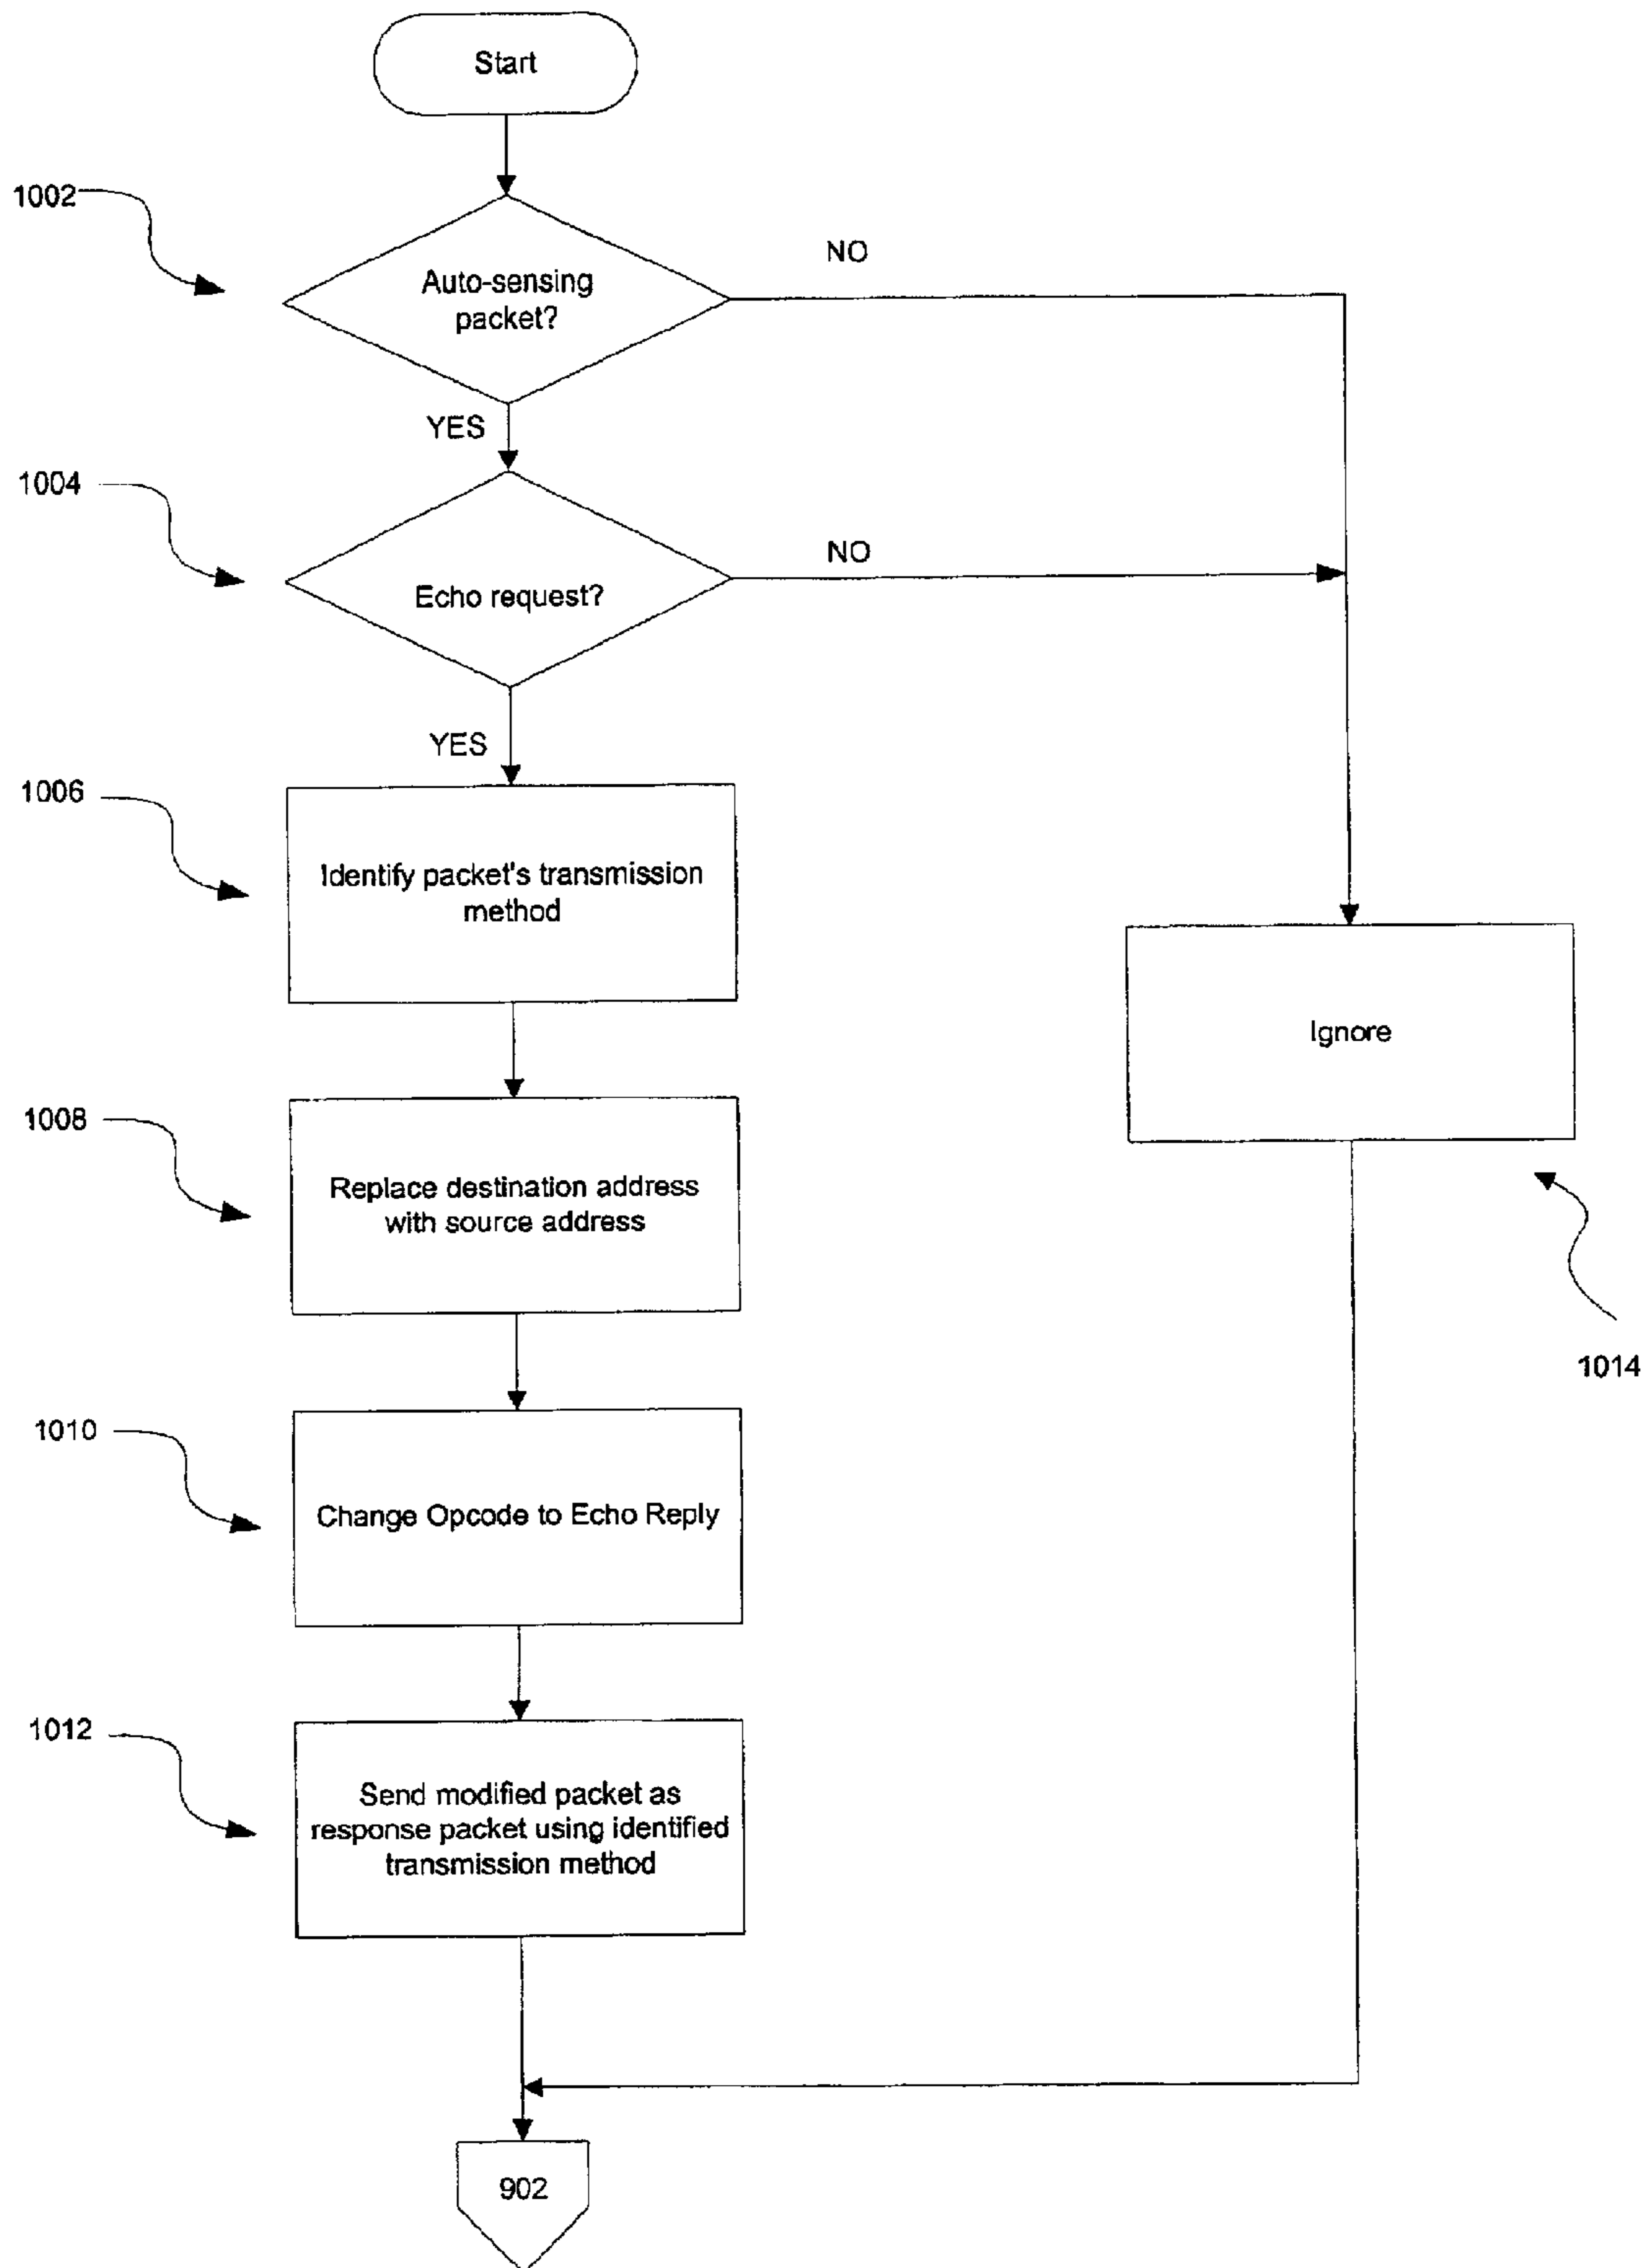 Start
1002
NO
Auto-sensing
packet?
YES
1004
NO
Echo request?
YES
1006
Identify packet's transmission
method
Ignore
1008
Replace destination address
with source address
1014
1010
Change Opcode to Echo Reply
1012
Send modified packet as
response packet using identified
transmission method
902